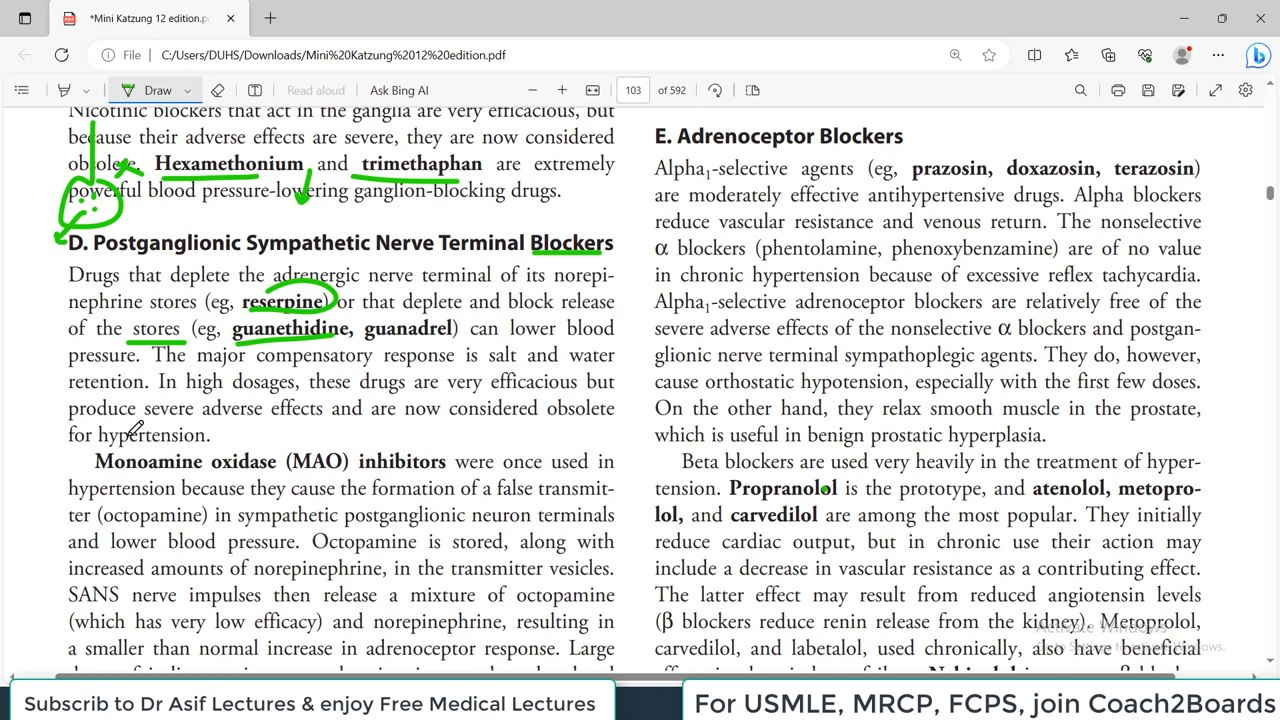 *Mini Katzung 12 edition.p
File
C:/Users/DUHS/Downloads/Mini%20Katzung%2012%20edition.pdf
Draw
Read aloud
Ask Bing AI
103
of 592
Nicotinic blockers that act in the ganglia are very efficacious, but
because their adverse effects are severe, they are now considered
obsolete. Hexamethonium and trimethaphan are extremely
powerful blood pressure-lowering ganglion-blocking drugs.
D. Postganglionic Sympathetic Nerve Terminal Blockers
Drugs that deplete the adrenergic nerve terminal of its norepi-
nephrine stores (eg, reserpine) or that deplete and block release
of the stores (eg, guanethidine, guanadrel) can lower blood
pressure. The major compensatory response is salt and water
retention. In high dosages, these drugs are very efficacious but
produce severe adverse effects and are now considered obsolete
for hypertension.
Monoamine oxidase (MAO) inhibitors were once used in
hypertension because they cause the formation of a false transmit-
ter (octopamine) in sympathetic postganglionic neuron terminals
and lower blood pressure. Octopamine is stored, along with
increased amounts of norepinephrine, in the transmitter vesicles.
SANS nerve impulses then release a mixture of octopamine
(which has very low efficacy) and norepinephrine, resulting in
a smaller than normal increase in adrenoceptor response. Large
E. Adrenoceptor Blockers
Alpha1-selective agents (eg, prazosin, doxazosin, terazosin)
are moderately effective antihypertensive drugs. Alpha blockers
reduce vascular resistance and venous return. The nonselective
α blockers (phentolamine, phenoxybenzamine) are of no value
in chronic hypertension because of excessive reflex tachycardia.
Alpha1-selective adrenoceptor blockers are relatively free of the
severe adverse effects of the nonselective α blockers and postgan-
glionic nerve terminal sympathoplegic agents. They do, however,
cause orthostatic hypotension, especially with the first few doses.
On the other hand, they relax smooth muscle in the prostate,
which is useful in benign prostatic hyperplasia.
Beta blockers are used very heavily in the treatment of hyper-
tension. Propranolol is the prototype, and atenolol, metopro-
lol, and carvedilol are among the most popular. They initially
reduce cardiac output, but in chronic use their action may
include a decrease in vascular resistance as a contributing effect.
The latter effect may result from reduced angiotensin levels
(β blockers reduce renin release from the kidney). Metoprolol,
carvedilol, and labetalol, used chronically, also have beneficial
Activate Windows
Go to Settings to activate Windows.
Subscrib to Dr Asif Lectures & enjoy Free Medical Lectures
For USMLE, MRCP, FCPS, join Coach2Boards